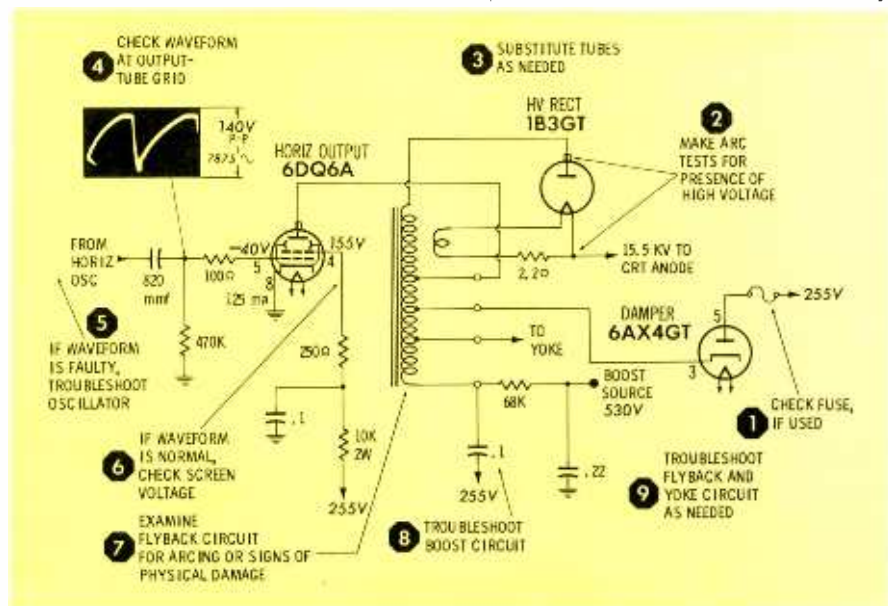 CHECK WAVEFORM
AT OUTPUT-
TUBE GRID
4
140V
P-P
7875 ∿
3
SUBSTITUTE TUBES
AS NEEDED
HV RECT
1B3GT
2
MAKE ARC
TESTS FOR
PRESENCE OF
HIGH VOLTAGE
HORIZ OUTPUT
6DQ6A
FROM
HORIZ
OSC
820
mmf
100Ω
-40V
5
8
125 ma
155V
4
2.2Ω
15.5 KV TO
CRT ANODE
5
IF WAVEFORM
IS FAULTY,
TROUBLESHOOT
OSCILLATOR
470K
250Ω
.1
10K
2W
255V
TO
YOKE
DAMPER
6AX4GT
5
3
255V
BOOST
SOURCE
530V
68K
.1
255V
.22
1
CHECK FUSE,
IF USED
6
IF WAVEFORM
IS NORMAL,
CHECK SCREEN
VOLTAGE
7
EXAMINE
FLYBACK CIRCUIT
FOR ARCING OR SIGNS OF
PHYSICAL DAMAGE
8
TROUBLESHOOT
BOOST CIRCUIT
9
TROUBLESHOOT
FLYBACK AND
YOKE CIRCUIT
AS NEEDED